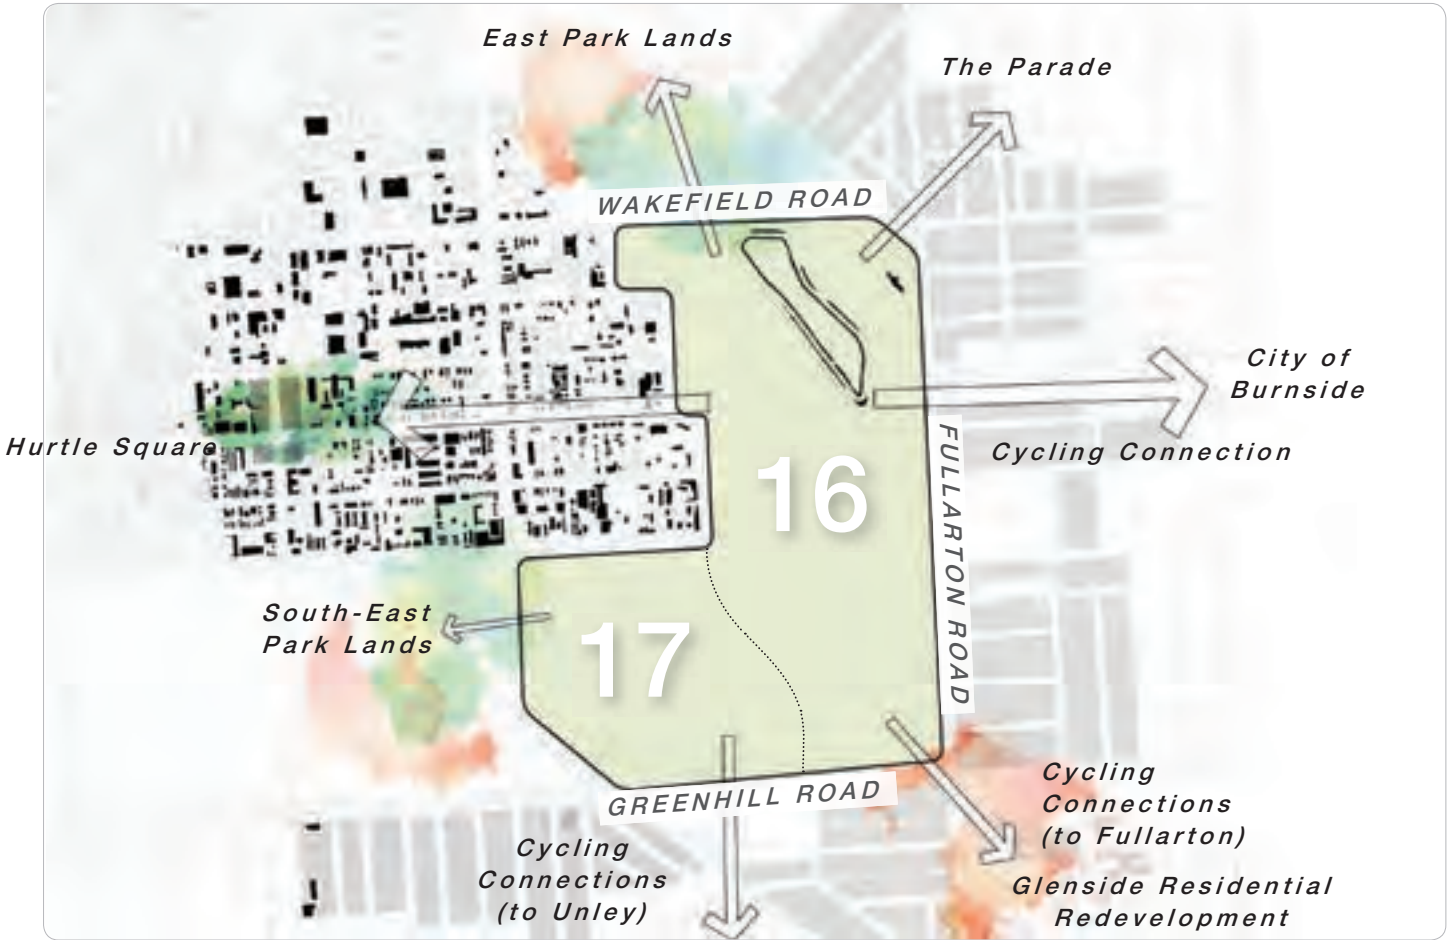 East Park Lands
The Parade
WAKEFIELD ROAD
City of
Burnside
Hurtle Square
Cycling Connection
16
FULLARTON ROAD
South-East
Park Lands
17
Cycling
Connections
(to Fullarton)
GREENHILL ROAD
Cycling
Connections
(to Unley)
Glenside Residential
Redevelopment